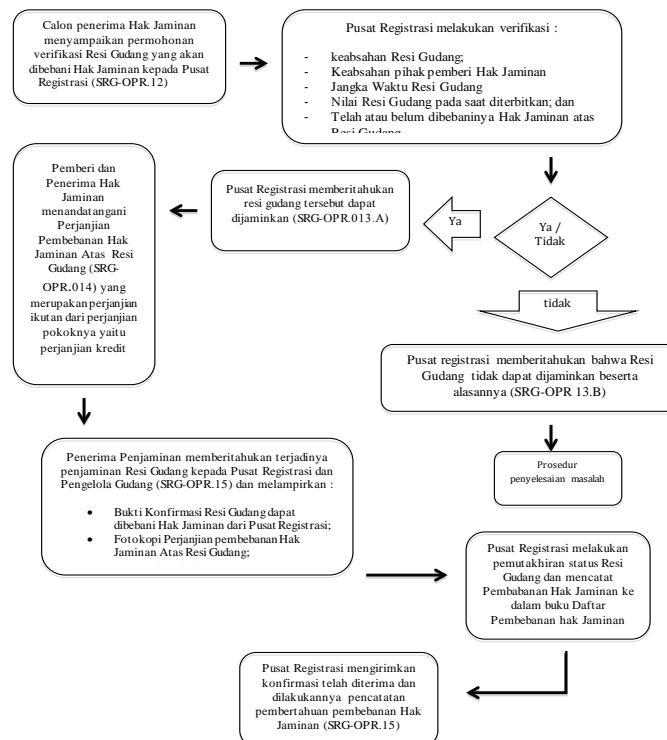 Calon penerima Hak Jaminan
menyampaikan permohonan
verifikasi Resi Gudang yang akan
dibebani Hak Jaminan kepada Pusat
Registrasi (SRG-OPR.12)
Pusat Registrasi melakukan verifikasi :
- keabsahan Resi Gudang;
- Keabsahan pihak pemberi Hak Jaminan
- Jangka Waktu Resi Gudang
- Nilai Resi Gudang pada saat diterbitkan; dan
- Telah atau belum dibebaninya Hak Jaminan atas
Resi Gudang
Ya /
Tidak
Ya
Pusat Registrasi memberitahukan
resi gudang tersebut dapat
dijaminkan (SRG-OPR.013.A)
Pemberi dan
Penerima Hak
Jaminan
menandatangani
Perjanjian
Pembebanan Hak
Jaminan Atas Resi
Gudang (SRG-
OPR.014) yang
merupakan perjanjian
ikutan dari perjanjian
pokoknya yaitu
perjanjian kredit
tidak
Pusat registrasi memberitahukan bahwa Resi
Gudang tidak dapat dijaminkan beserta
alasannya (SRG-OPR 13.B)
Prosedur
penyelesaian masalah
Penerima Penjaminan memberitahukan terjadinya
penjaminan Resi Gudang kepada Pusat Registrasi dan
Pengelola Gudang (SRG-OPR.15) dan melampirkan :
• Bukti Konfirmasi Resi Gudang dapat
dibebani Hak Jaminan dari Pusat Registrasi;
• Fotokopi Perjanjian pembebanan Hak
Jaminan Atas Resi Gudang;
Pusat Registrasi melakukan
pemutakhiran status Resi
Gudang dan mencatat
Pembabanan Hak Jaminan ke
dalam buku Daftar
Pembebanan hak Jaminan
Pusat Registrasi mengirimkan
konfirmasi telah diterima dan
dilakukannya pencatatan
pembertahuan pembebanan Hak
Jaminan (SRG-OPR.15)